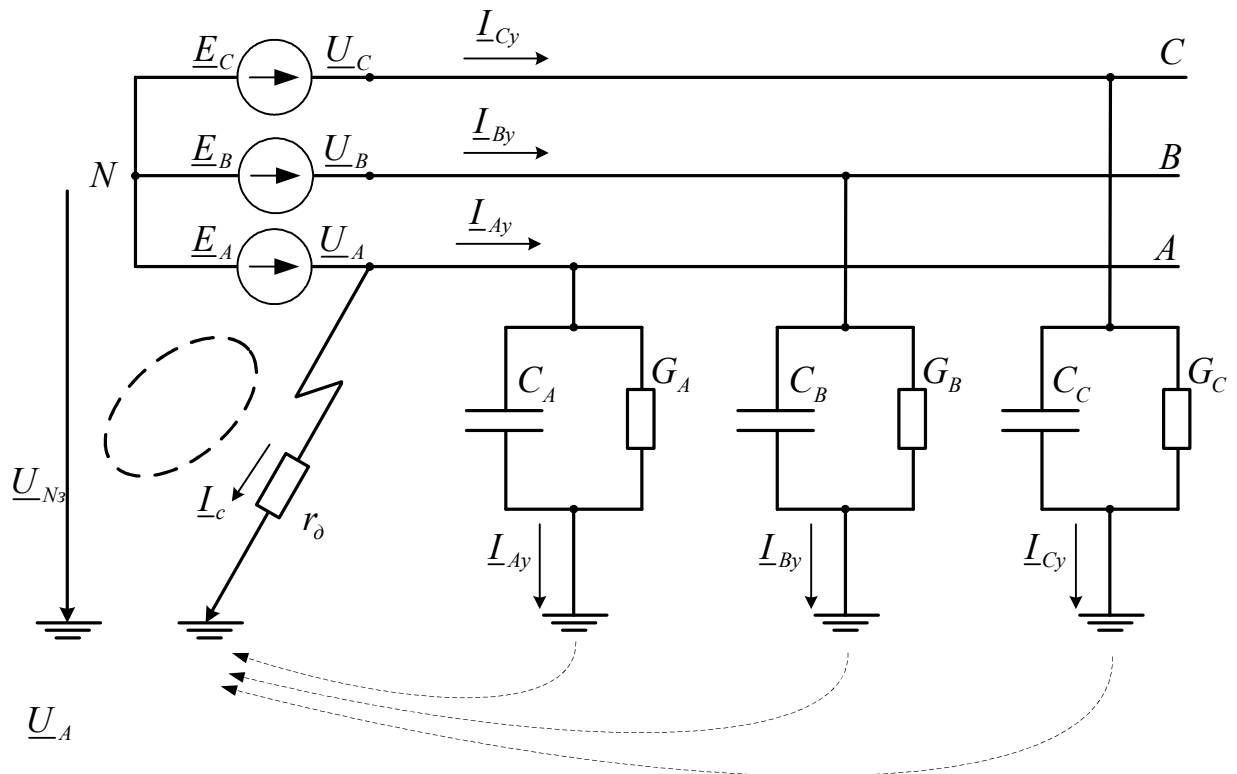 E_C U_C I_Cy C
N E_B U_B I_By B
E_A U_A I_Ay A
C_A G_A C_B G_B C_C G_C
U_Nз I_c r_д
I_Ay I_By I_Cy
U_A